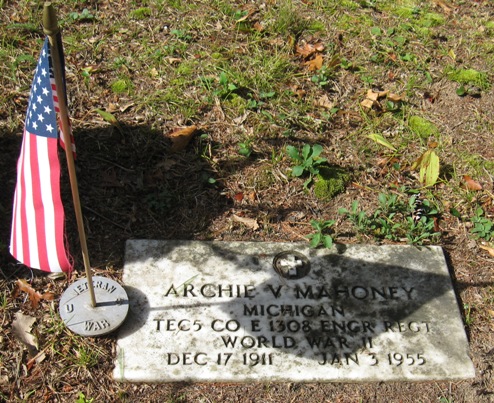 ARCHIE V MAHONEY
MICHIGAN
TEC5 CO E 1308 ENGR REGT
WORLD WAR II
DEC 17 1911 JAN 3 1955
VETERAN
WAR